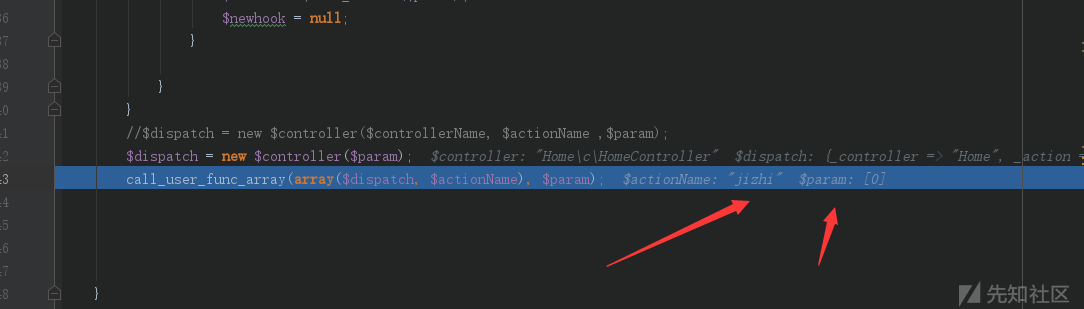 36 $newhook = null;
37 }
38
39 }
40 }
41 //$dispatch = new $controller($controllerName, $actionName ,$param);
42 $dispatch = new $controller($param); $controller: "Home\c\HomeController" $dispatch: {_controller => "Home", _action =
43 call_user_func_array(array($dispatch, $actionName), $param); $actionName: "jizhi" $param: [0]
44
45
46
47
48 }
先知社区